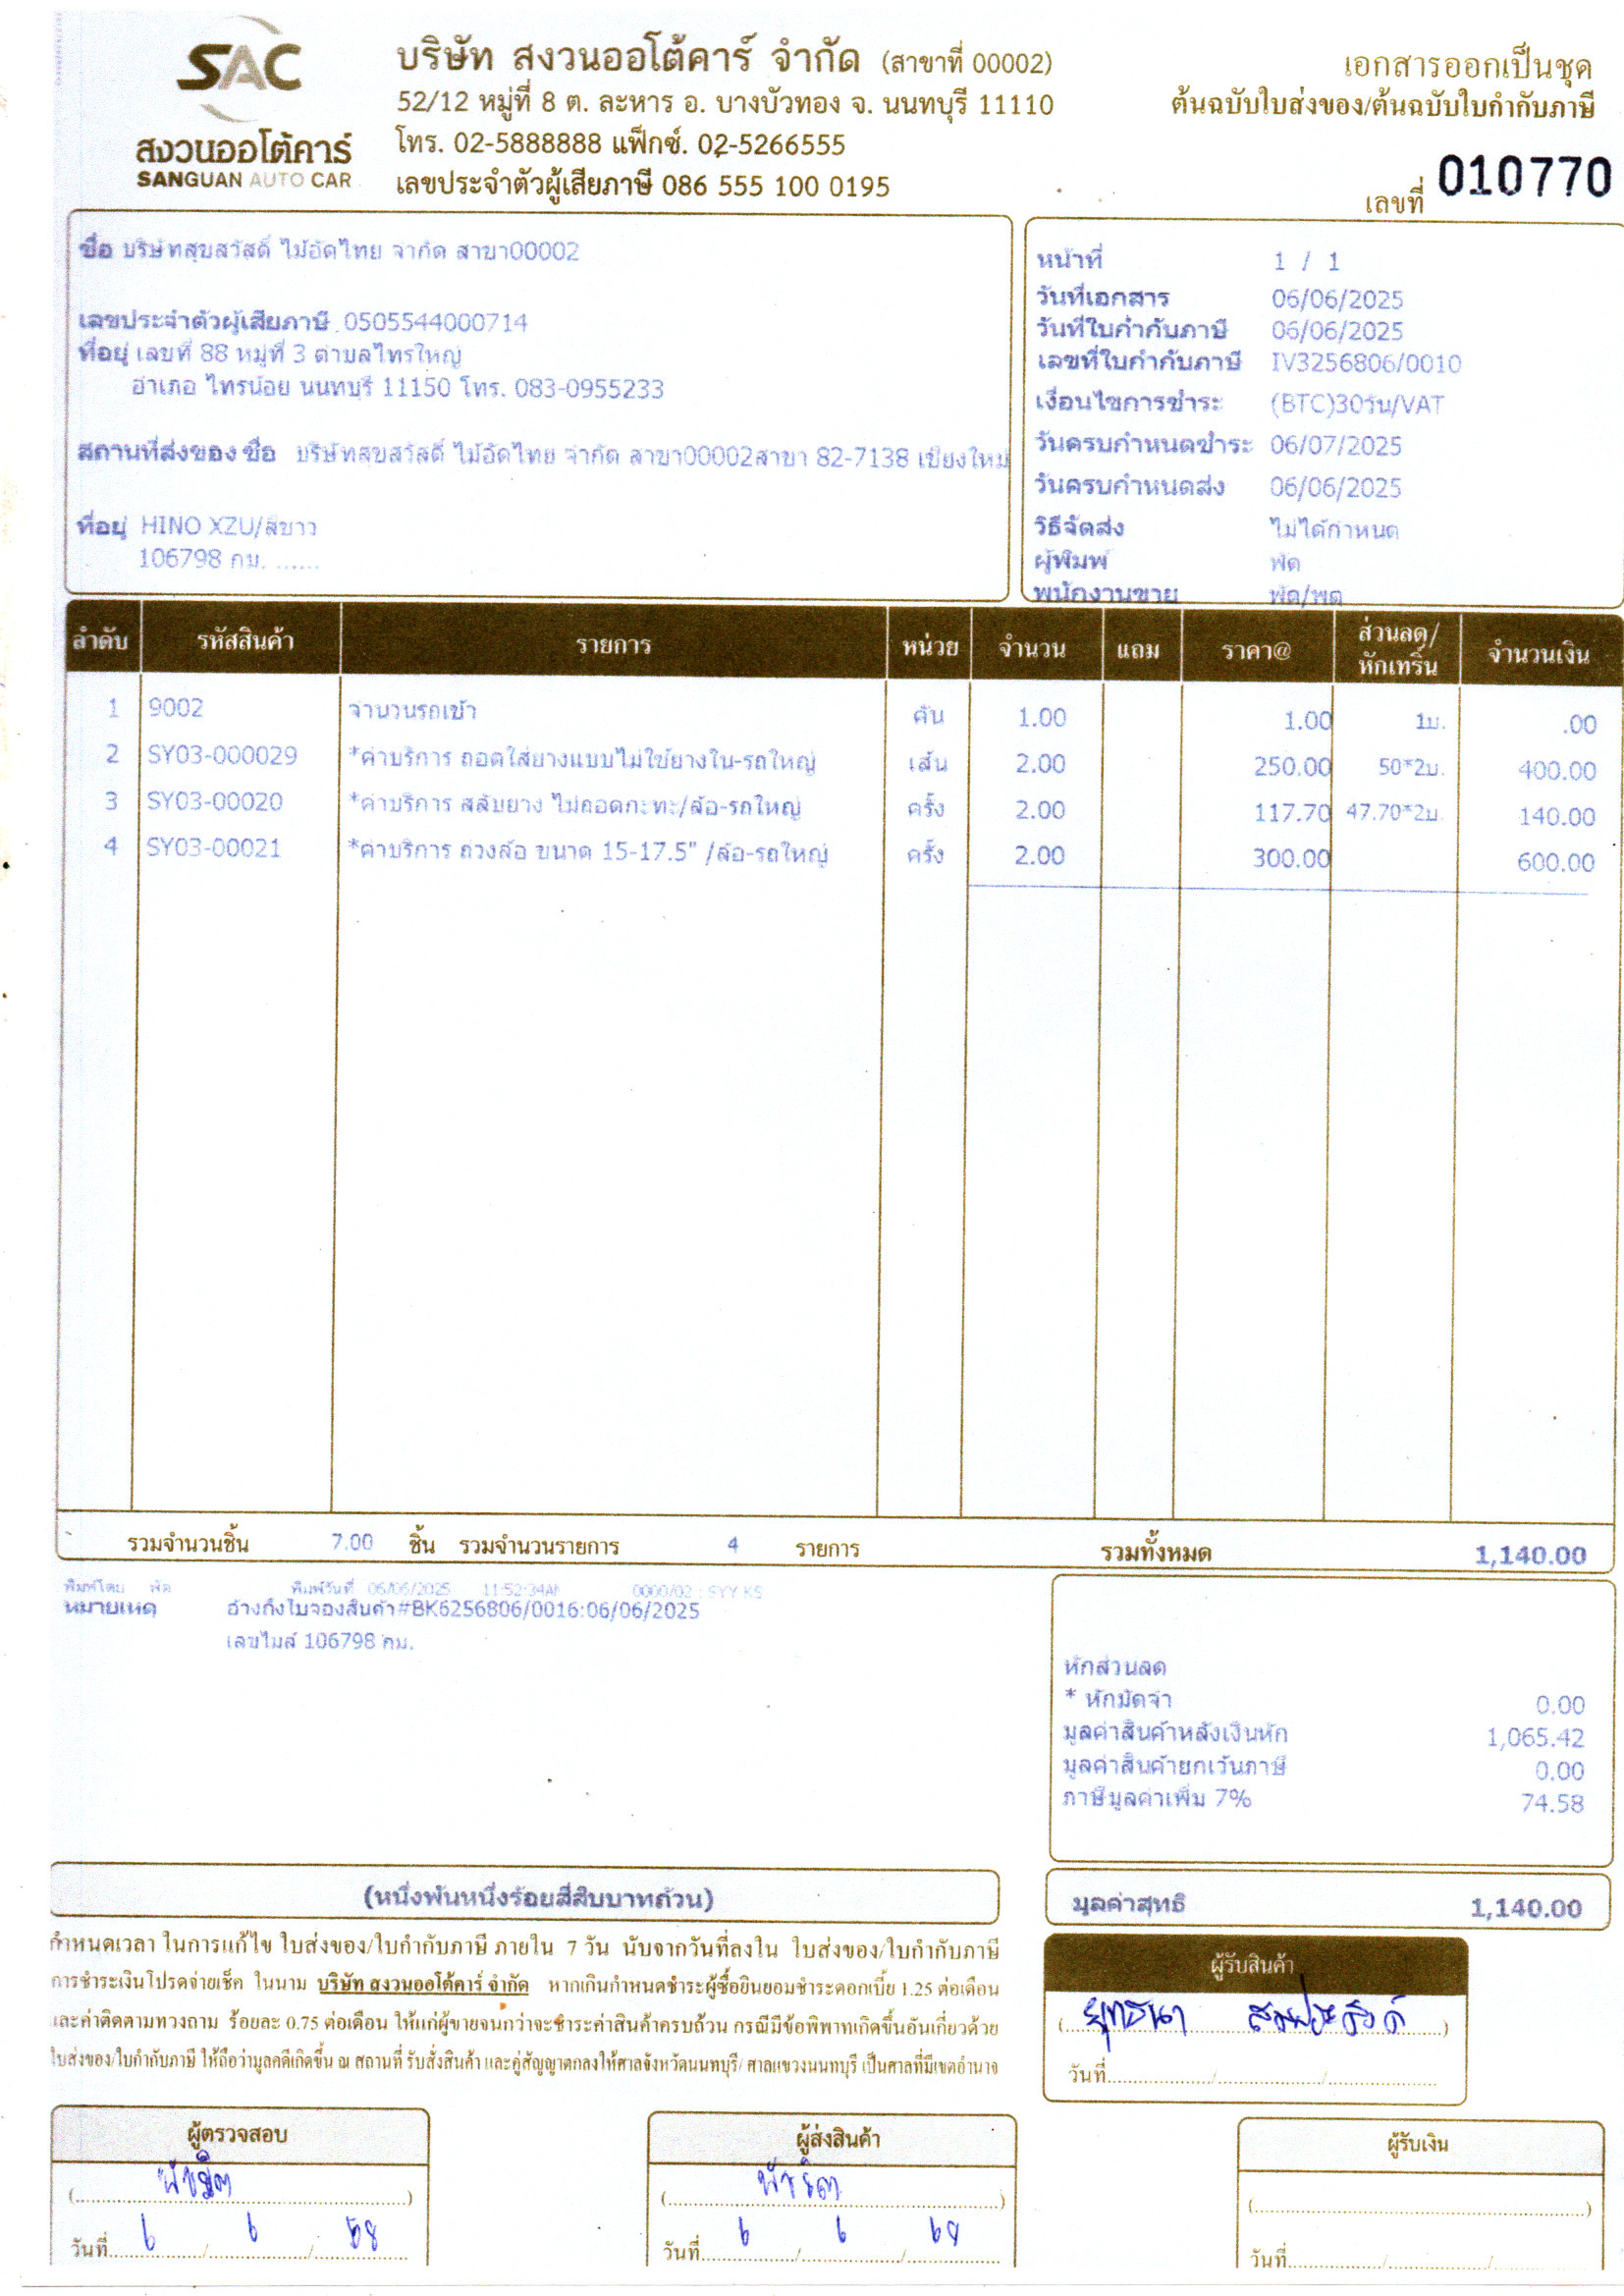 SAC
สงวนออโต้คาร์
SANGUAN AUTO CAR
บริษัท สงวนออโต้คาร์ จำกัด (สาขาที่ 00002)
52/12 หมู่ที่ 8 ต. ละหาร อ. บางบัวทอง จ. นนทบุรี 11110
โทร. 02-5888888 แฟ็กซ์. 02-5266555
เลขประจำตัวผู้เสียภาษี 086 555 100 0195
เอกสารออกเป็นชุด
ต้นฉบับใบส่งของ/ต้นฉบับใบกำกับภาษี
เลขที่ 010770
ชื่อ บริษัทสุขสวัสดิ์ ไม้อัดไทย จำกัด สาขา00002
เลขประจำตัวผู้เสียภาษี 0505544000714
ที่อยู่ เลขที่ 88 หมู่ที่ 3 ตำบลไทรใหญ่
อำเภอ ไทรน้อย นนทบุรี 11150 โทร. 083-0955233
สถานที่ส่งของ ชื่อ บริษัทสุขสวัสดิ์ ไม้อัดไทย จำกัด สาขา00002สาขา 82-7138 เชียงใหม่
ที่อยู่ HINO XZU/สีขาว
106798 กม. ......
หน้าที่ 1 / 1
วันที่เอกสาร 06/06/2025
วันที่ใบกำกับภาษี 06/06/2025
เลขที่ใบกำกับภาษี IV3256806/0010
เงื่อนไขการชำระ (BTC)30วัน/VAT
วันครบกำหนดชำระ 06/07/2025
วันครบกำหนดส่ง 06/06/2025
วิธีจัดส่ง ไม่ได้กำหนด
ผู้พิมพ์ พัด
พนักงานขาย พัด/พัด
ลำดับ รหัสสินค้า รายการ หน่วย จำนวน แถม ราคา@ ส่วนลด/หักเทริ์น จำนวนเงิน
1 9002 จำนวนรถเข้า คัน 1.00 1.00 1บ. .00
2 SY03-000029 *ค่าบริการ ถอดใส่ยางแบบไม่ใช้ยางใน-รถใหญ่ เส้น 2.00 250.00 50*2บ. 400.00
3 SY03-00020 *ค่าบริการ สลับยาง ไม่ถอดกะทะ/ล้อ-รถใหญ่ ครั้ง 2.00 117.70 47.70*2บ. 140.00
4 SY03-00021 *ค่าบริการ ถ่วงล้อ ขนาด 15-17.5" /ล้อ-รถใหญ่ ครั้ง 2.00 300.00 600.00
รวมจำนวนชิ้น 7.00 ชิ้น รวมจำนวนรายการ 4 รายการ รวมทั้งหมด 1,140.00
พิมพ์โดย พัด พิมพ์วันที่ 06/06/2025 11:52:34AM 0000/02 : SYY KS
หมายเหตุ อ้างถึงใบจองสินค้า#BK6256806/0016:06/06/2025
เลขไมล์ 106798 กม.
หักส่วนลด
* หักมัดจำ 0.00
มูลค่าสินค้าหลังเงินหัก 1,065.42
มูลค่าสินค้ายกเว้นภาษี 0.00
ภาษีมูลค่าเพิ่ม 7% 74.58
(หนึ่งพันหนึ่งร้อยสี่สิบบาทถ้วน)
มูลค่าสุทธิ 1,140.00
กำหนดเวลา ในการแก้ไข ใบส่งของ/ใบกำกับภาษี ภายใน 7 วัน นับจากวันที่ลงใน ใบส่งของ/ใบกำกับภาษี
การชำระเงินโปรดจ่ายเช็ค ในนาม บริษัท สงวนออโต้คาร์ จำกัด หากเกินกำหนดชำระผู้ซื้อยินยอมชำระดอกเบี้ย 1.25 ต่อเดือน
และค่าติดตามทวงถาม ร้อยละ 0.75 ต่อเดือน ให้แก่ผู้ขายจนกว่าจะชำระค่าสินค้าครบถ้วน กรณีมีข้อพิพาทเกิดขึ้นอันเกี่ยวด้วย
ใบส่งของ/ใบกำกับภาษี ให้ถือว่ามูลคดีเกิดขึ้น ณ สถานที่ รับสั่งสินค้า และคู่สัญญาตกลงให้ศาลจังหวัดนนทบุรี/ ศาลแขวงนนทบุรี เป็นศาลที่มีเขตอำนาจ
ผู้รับสินค้า
วันที่
ผู้ตรวจสอบ
วันที่ 6 / 6 / 68
ผู้ส่งสินค้า
วันที่ 6 / 6 / 68
ผู้รับเงิน
วันที่